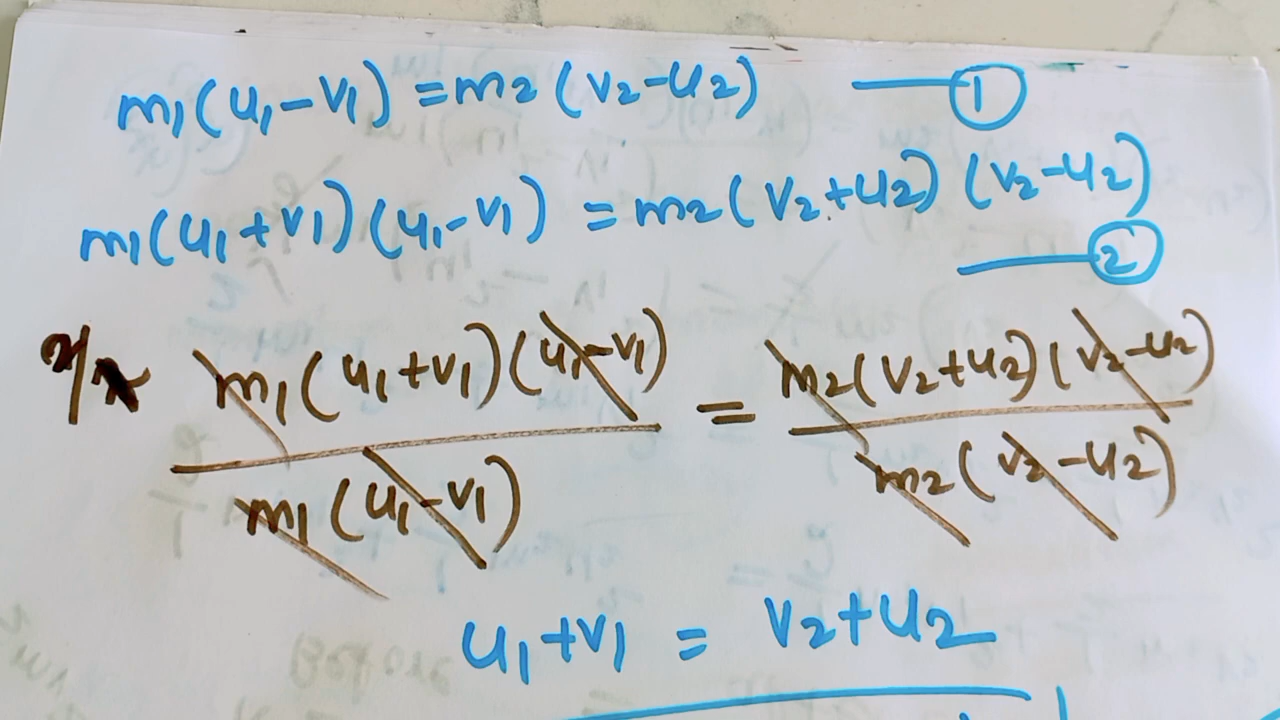 m₁(u₁-v₁) = m₂(v₂-u₂) —①
m₁(u₁+v₁)(u₁-v₁) = m₂(v₂+u₂)(v₂-u₂)
—②
m₁(u₁+v₁)(u₁-v₁) = m₂(v₂+u₂)(v₂-u₂)
m₁(u₁-v₁) m₂(v₂-u₂)
u₁+v₁ = v₂+u₂